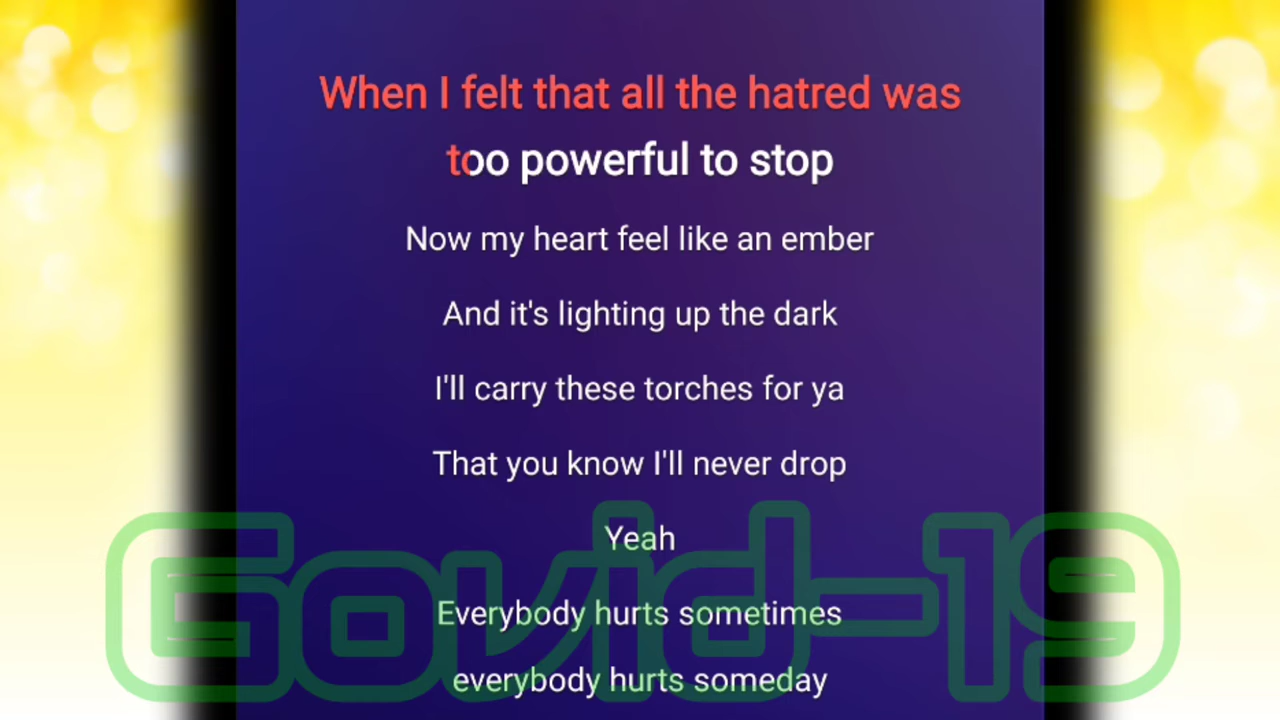 When I felt that all the hatred was
too powerful to stop
Now my heart feel like an ember
And it's lighting up the dark
I'll carry these torches for ya
That you know I'll never drop
Yeah
Everybody hurts sometimes
everybody hurts someday
Govid-19